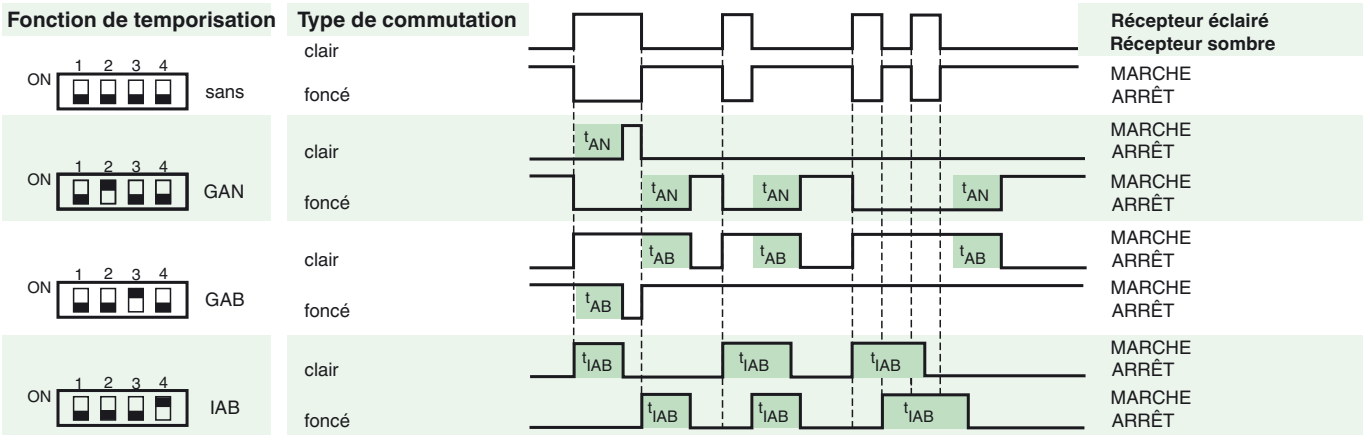 Fonction de temporisation Type de commutation
Récepteur éclairé
clair Récepteur sombre
1 2 3 4
ON sans
foncé MARCHE
ARRÊT
clair tAN MARCHE
ARRÊT
1 2 3 4
ON GAN
foncé tAN tAN tAN MARCHE
ARRÊT
clair tAB tAB tAB MARCHE
ARRÊT
1 2 3 4
ON GAB
foncé tAB MARCHE
ARRÊT
clair tIAB tIAB tIAB MARCHE
ARRÊT
1 2 3 4
ON IAB
foncé tIAB tIAB tIAB MARCHE
ARRÊT